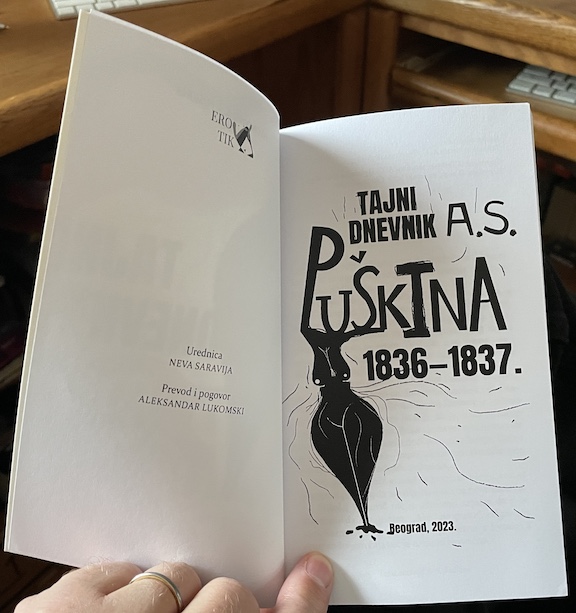 ERO
TIK
Urednica
NEVA SARAVIJA
Prevod i pogovor
ALEKSANDAR LUKOMSKI
TAJNI
DNEVNIK A.S.
PUŠKINA
1836–1837.
Beograd, 2023.